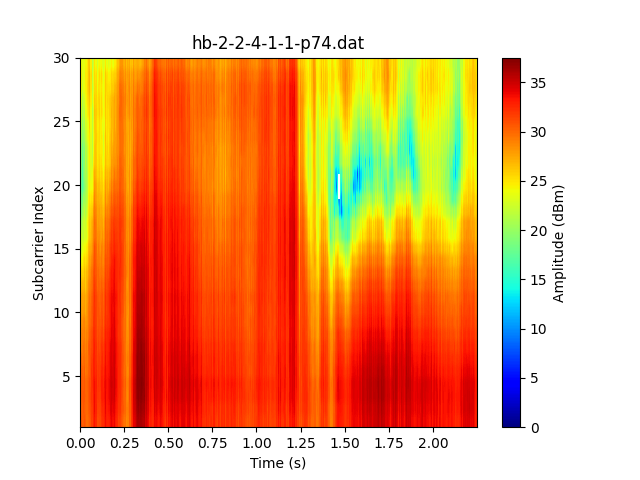 hb-2-2-4-1-1-p74.dat
30
25
20
15
10
5
Subcarrier Index
0.00 0.25 0.50 0.75 1.00 1.25 1.50 1.75 2.00
Time (s)
35
30
25
20
15
10
5
0
Amplitude (dBm)